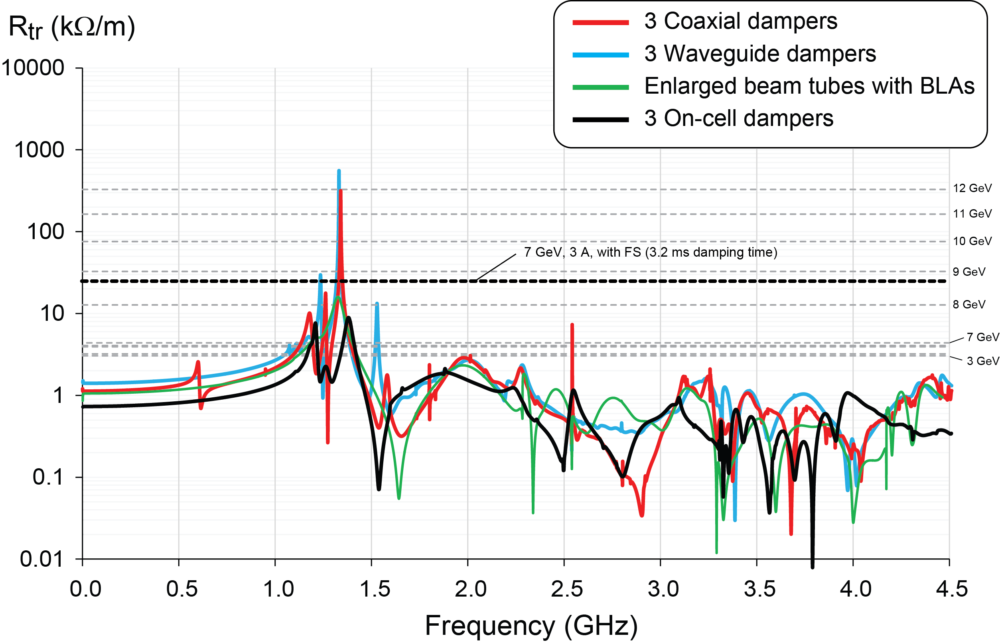 R_tr (kΩ/m)
3 Coaxial dampers
3 Waveguide dampers
Enlarged beam tubes with BLAs
3 On-cell dampers
10000
1000
100
10
1
0.1
0.01
12 GeV
11 GeV
10 GeV
7 GeV, 3 A, with FS (3.2 ms damping time)
9 GeV
8 GeV
7 GeV
3 GeV
0.0 0.5 1.0 1.5 2.0 2.5 3.0 3.5 4.0 4.5
Frequency (GHz)